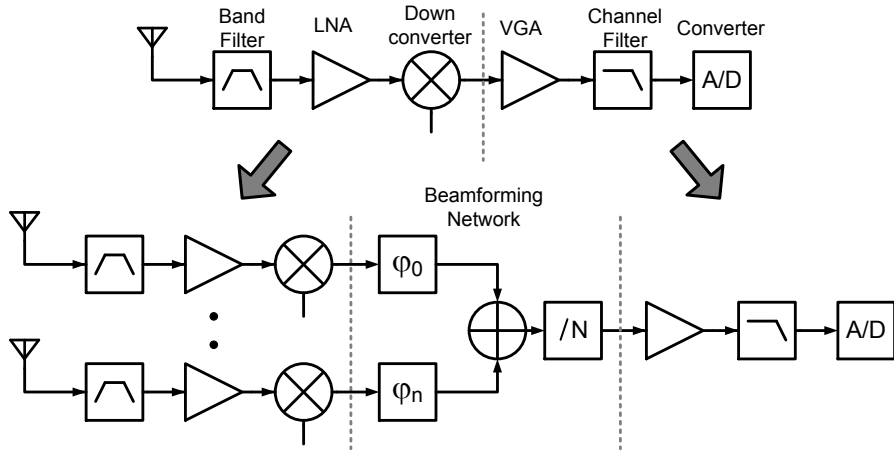 Band
Filter
LNA
Down
converter
VGA
Channel
Filter
Converter
A/D
Beamforming
Network
φ0
/N
A/D
φn